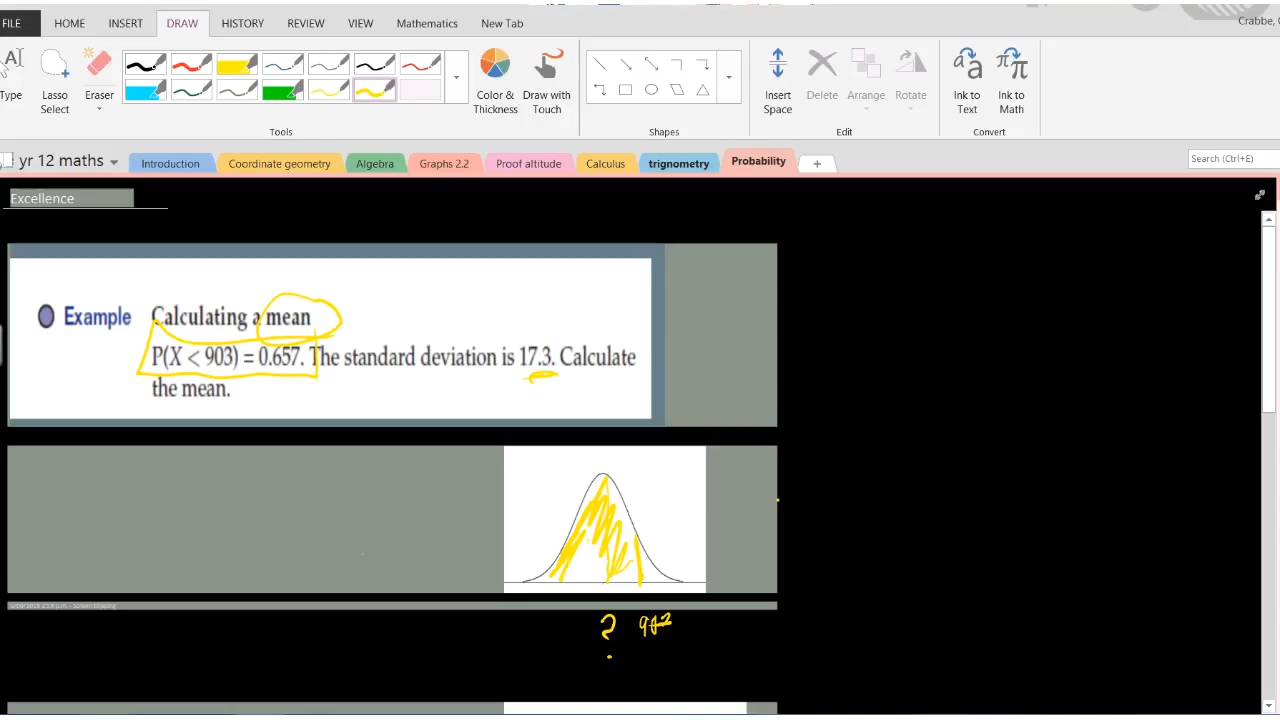 Crabbe,
FILE HOME INSERT DRAW HISTORY REVIEW VIEW Mathematics New Tab
Type Lasso Select Eraser Color & Thickness Draw with Touch Insert Space Delete Arrange Rotate Ink to Text Ink to Math
Tools Shapes Edit Convert
yr 12 maths Introduction Coordinate geometry Algebra Graphs 2.2 Proof altitude Calculus trignometry Probability + Search (Ctrl+E)
Excellence
Example Calculating a mean
P(X < 903) = 0.657. The standard deviation is 17.3. Calculate
the mean.
? 903